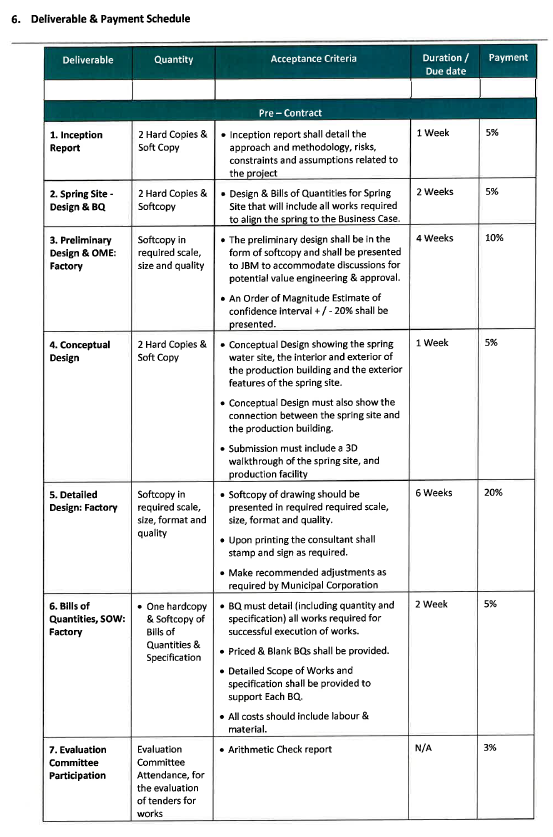 6. Deliverable & Payment Schedule
Deliverable
Quantity
Acceptance Criteria
Duration /
Due date
Payment
Pre – Contract
1. Inception
Report
2 Hard Copies &
Soft Copy
• Inception report shall detail the
approach and methodology, risks,
constraints and assumptions related to
the project
1 Week
5%
2. Spring Site -
Design & BQ
2 Hard Copies &
Softcopy
• Design & Bills of Quantities for Spring
Site that will include all works required
to align the spring to the Business Case.
2 Weeks
5%
3. Preliminary
Design & OME:
Factory
Softcopy in
required scale,
size and quality
• The preliminary design shall be in the
form of softcopy and shall be presented
to JBM to accommodate discussions for
potential value engineering & approval.
• An Order of Magnitude Estimate of
confidence interval + / - 20% shall be
presented.
4 Weeks
10%
4. Conceptual
Design
2 Hard Copies &
Soft Copy
• Conceptual Design showing the spring
water site, the interior and exterior of
the production building and the exterior
features of the spring site.
• Conceptual Design must also show the
connection between the spring site and
the production building.
• Submission must include a 3D
walkthrough of the spring site, and
production facility
1 Week
5%
5. Detailed
Design: Factory
Softcopy in
required scale,
size, format and
quality
• Softcopy of drawing should be
presented in required required scale,
size, format and quality.
• Upon printing the consultant shall
stamp and sign as required.
• Make recommended adjustments as
required by Municipal Corporation
6 Weeks
20%
6. Bills of
Quantities, SOW:
Factory
• One hardcopy
& Softcopy of
Bills of
Quantities &
Specification
• BQ must detail (including quantity and
specification) all works required for
successful execution of works.
• Priced & Blank BQs shall be provided.
• Detailed Scope of Works and
specification shall be provided to
support Each BQ.
• All costs should include labour &
material.
2 Week
5%
7. Evaluation
Committee
Participation
Evaluation
Committee
Attendance, for
the evaluation
of tenders for
works
• Arithmetic Check report
N/A
3%